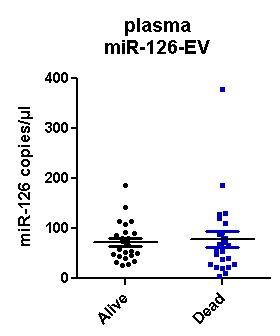 plasma
miR-126-EV
miR-126 copies/µl
400
300
200
100
0
Alive
Dead